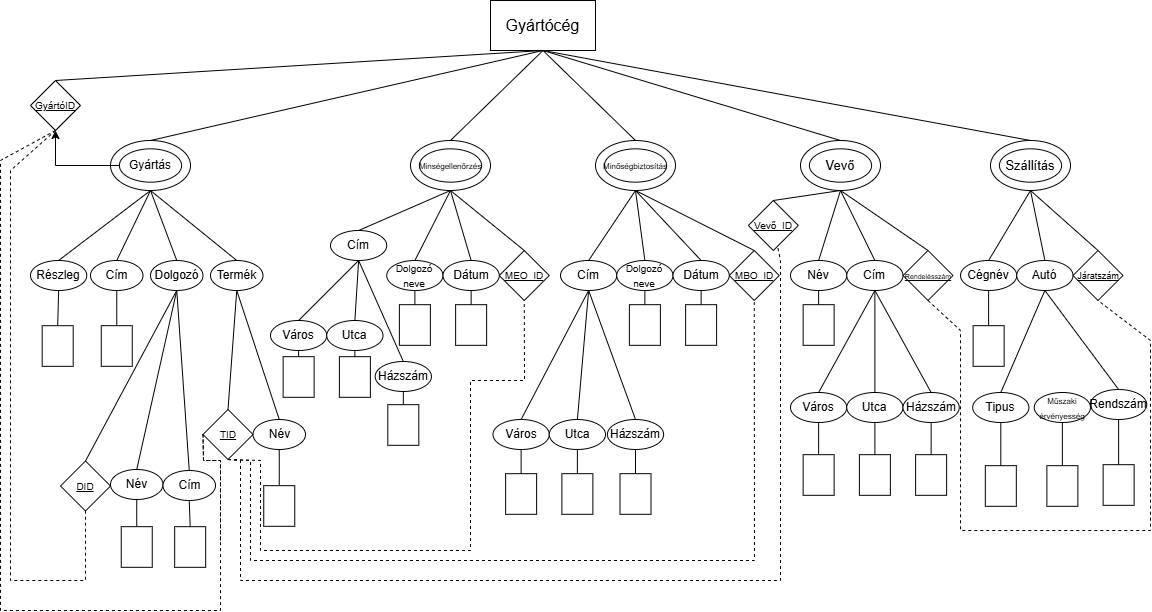 Gyártócég
GyártóID
Gyártás
Minségellenőrzés
Minőségbiztosítás
Vevő
Szállítás
Vevő_ID
Cím
Részleg
Cím
Dolgozó
Termék
Dolgozó
neve
Dátum
MEO_ID
Cím
Dolgozó
neve
Dátum
MBO_ID
Név
Cím
Rendelésszám
Cégnév
Autó
Járatszám
Város
Utca
Házszám
Város
Utca
Házszám
Tipus
Műszaki
érvényesség
Rendszám
TID
Név
Város
Utca
Házszám
DID
Név
Cím